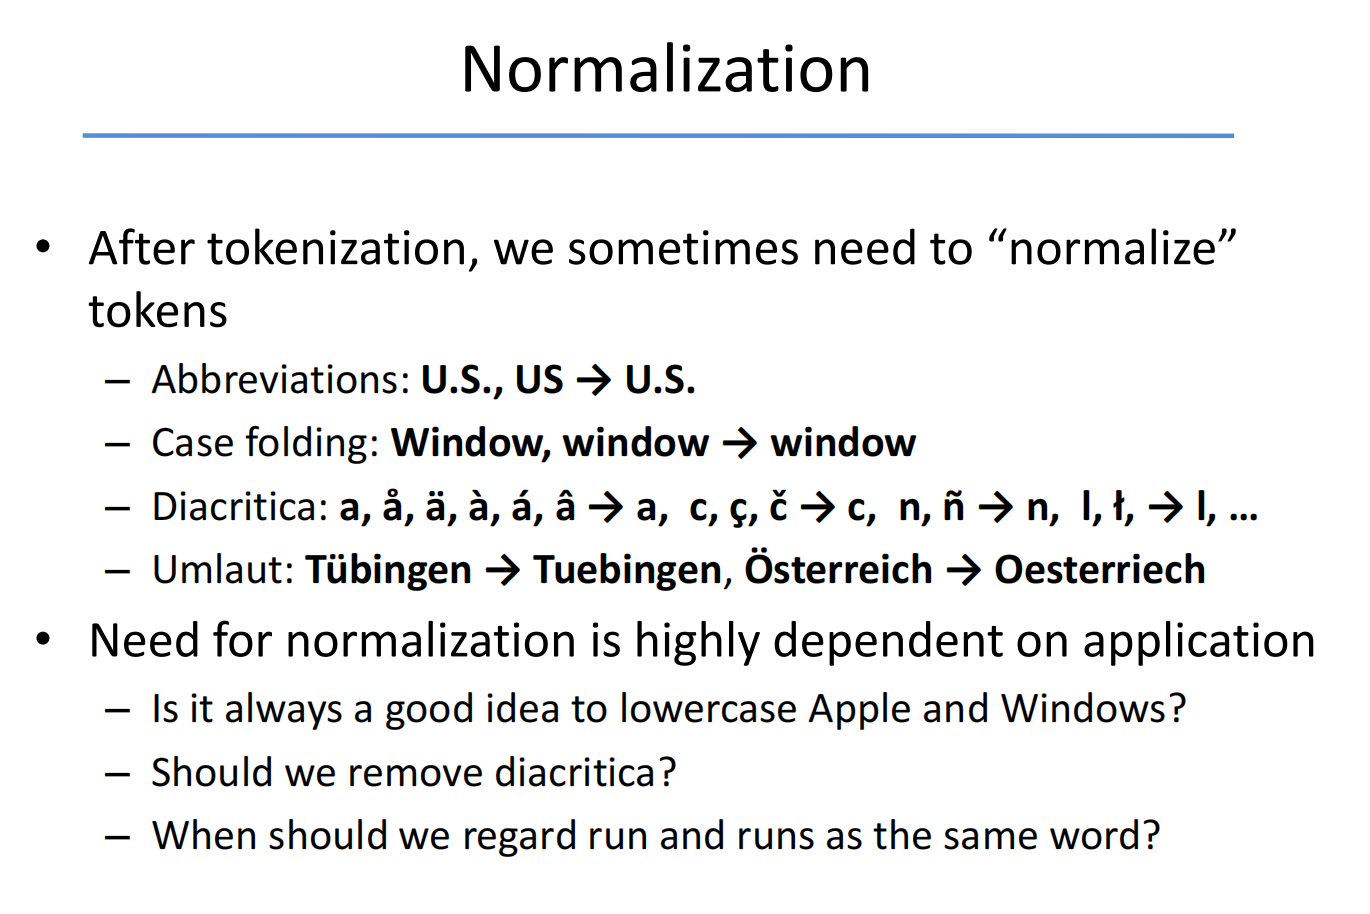 Normalization
• After tokenization, we sometimes need to “normalize”
tokens
– Abbreviations: U.S., US → U.S.
– Case folding: Window, window → window
– Diacritica: a, å, ä, à, á, â → a, c, ç, č → c, n, ñ → n, l, ł, → l, …
– Umlaut: Tübingen → Tuebingen, Österreich → Oesterriech
• Need for normalization is highly dependent on application
– Is it always a good idea to lowercase Apple and Windows?
– Should we remove diacritica?
– When should we regard run and runs as the same word?